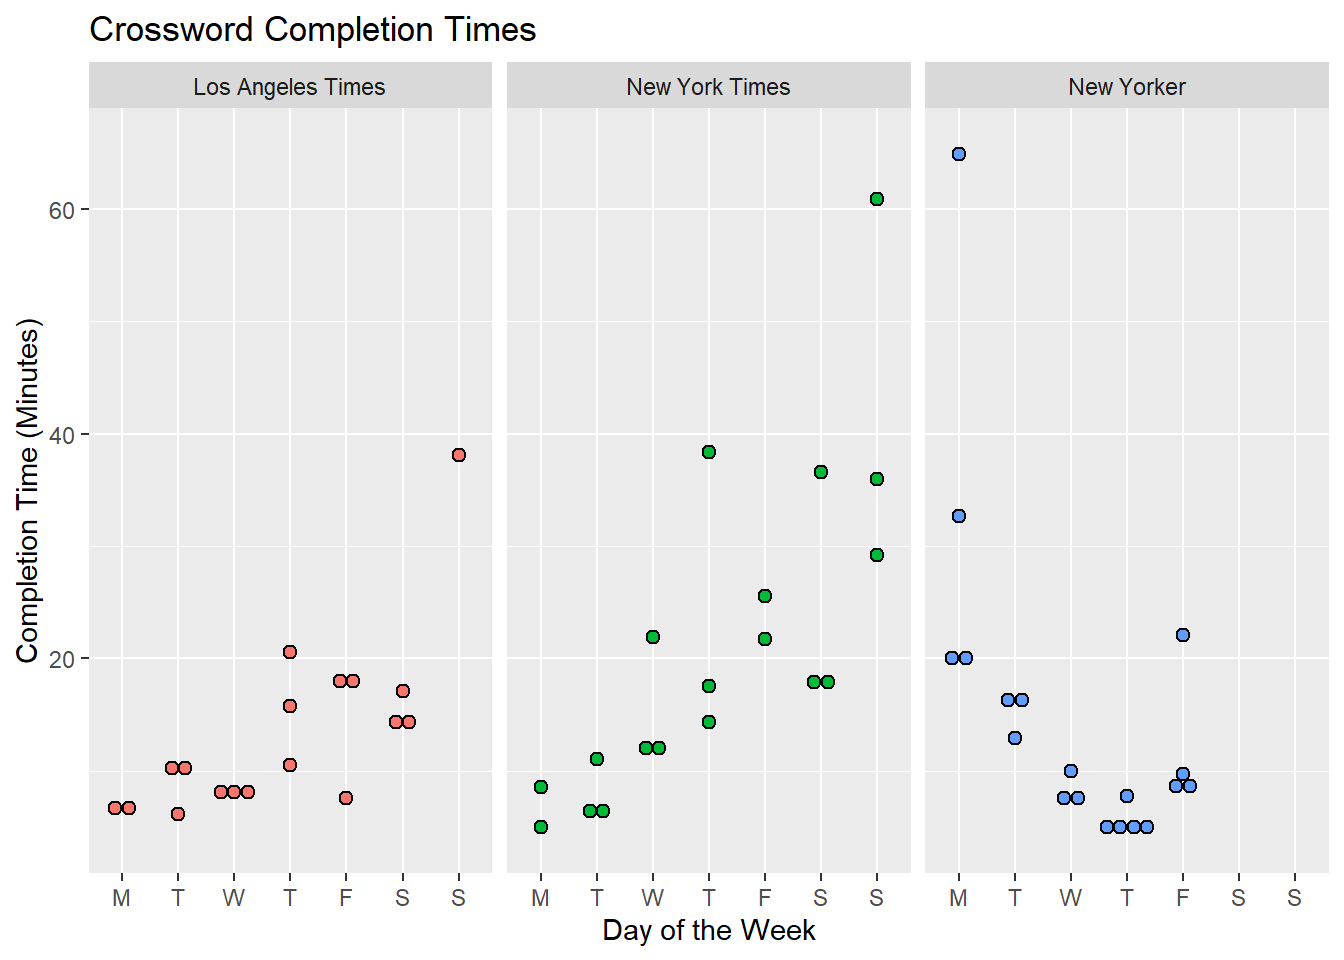 Crossword Completion Times
Los Angeles Times New York Times New Yorker
60
40
20
Completion Time (Minutes)
M T W T F S S M T W T F S S M T W T F S S
Day of the Week